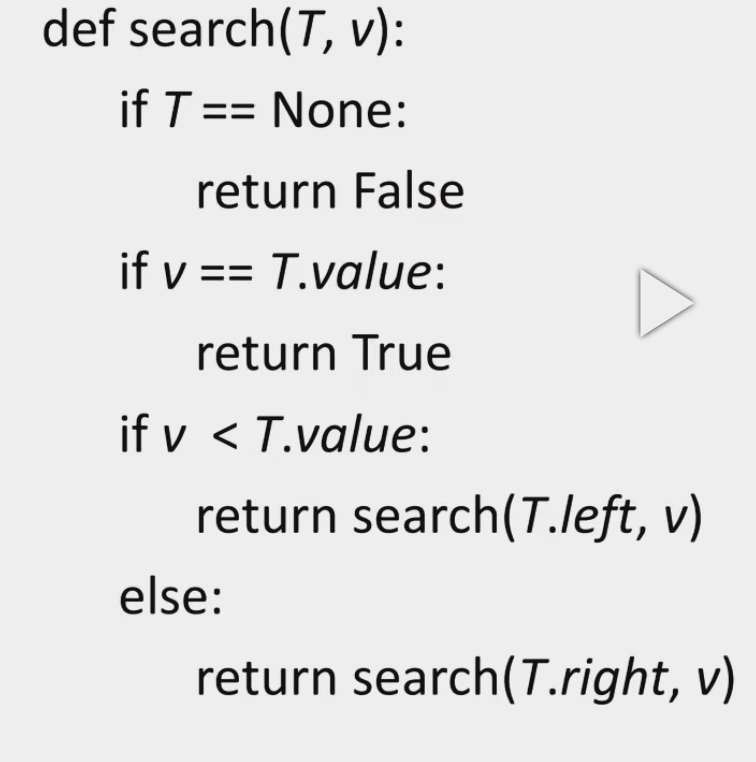 def search(T, v):
if T == None:
return False
if v == T.value:
return True
if v < T.value:
return search(T.left, v)
else:
return search(T.right, v)